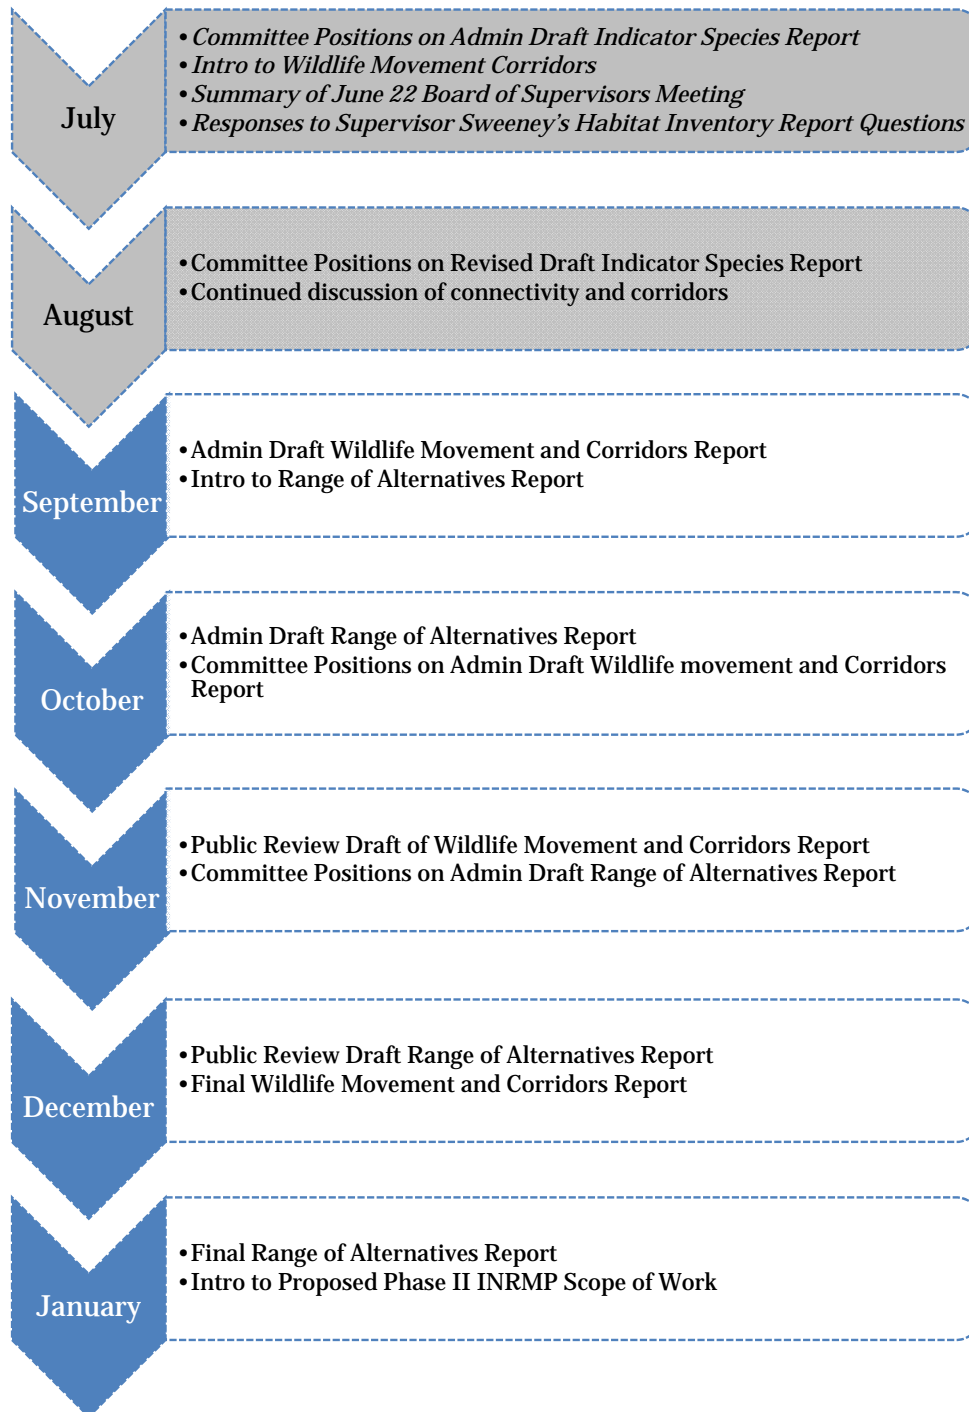 July
• Committee Positions on Admin Draft Indicator Species Report
• Intro to Wildlife Movement Corridors
• Summary of June 22 Board of Supervisors Meeting
• Responses to Supervisor Sweeney's Habitat Inventory Report Questions
August
• Committee Positions on Revised Draft Indicator Species Report
• Continued discussion of connectivity and corridors
September
• Admin Draft Wildlife Movement and Corridors Report
• Intro to Range of Alternatives Report
October
• Admin Draft Range of Alternatives Report
• Committee Positions on Admin Draft Wildlife movement and Corridors
Report
November
• Public Review Draft of Wildlife Movement and Corridors Report
• Committee Positions on Admin Draft Range of Alternatives Report
December
• Public Review Draft Range of Alternatives Report
• Final Wildlife Movement and Corridors Report
January
• Final Range of Alternatives Report
• Intro to Proposed Phase II INRMP Scope of Work